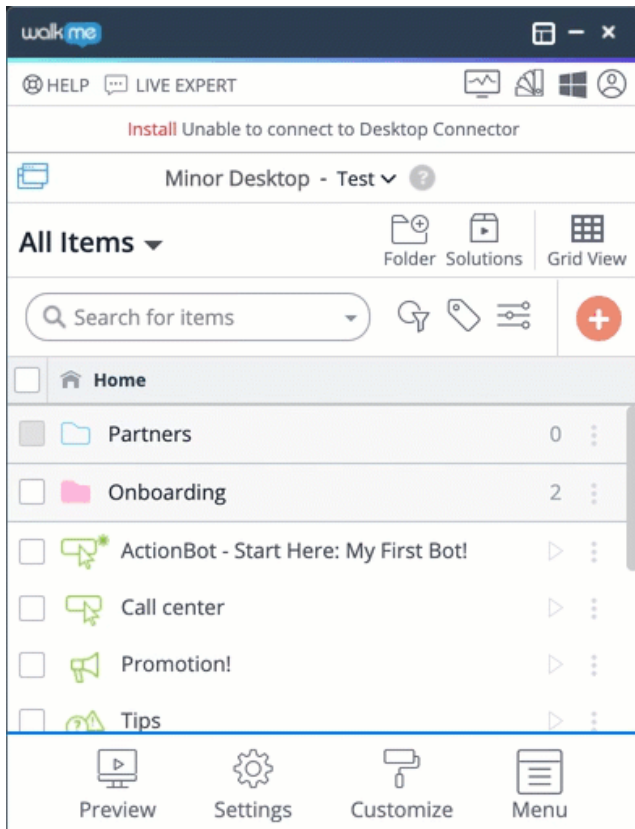 walkme
HELP LIVE EXPERT
Install Unable to connect to Desktop Connector
Minor Desktop - Test ?
All Items
Folder Solutions Grid View
Search for items
Home
Partners 0
Onboarding 2
ActionBot - Start Here: My First Bot!
Call center
Promotion!
Tips
Preview Settings Customize Menu